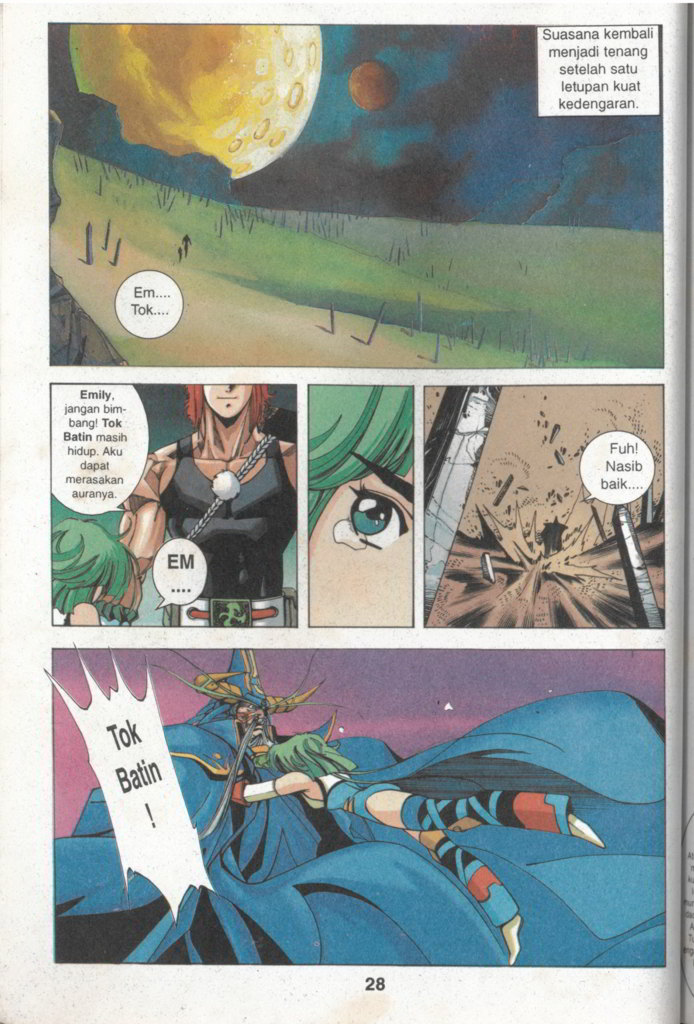 Suasana kembali
menjadi tenang
setelah satu
letupan kuat
kedengaran.
Em....
Tok....
Emily,
jangan bim-
bang! Tok
Batin masih
hidup. Aku
dapat
merasakan
auranya.
EM
....
Fuh!
Nasib
baik....
Tok
Batin
!
28